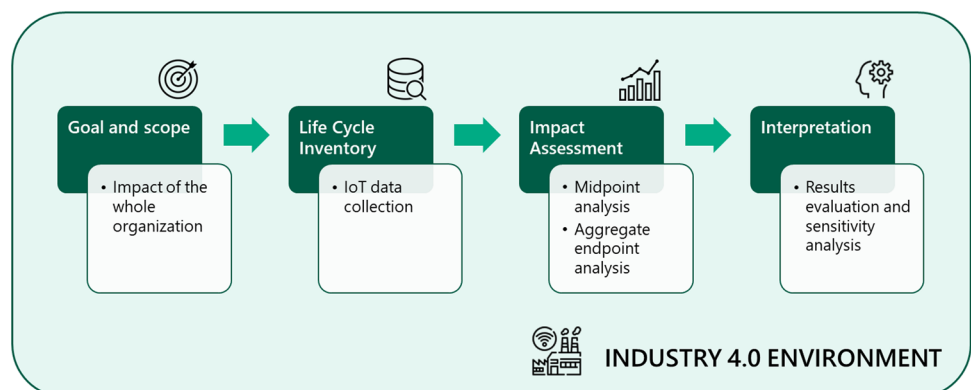 Goal and scope
• Impact of the
whole
organization
Life Cycle
Inventory
• IoT data
collection
Impact
Assessment
• Midpoint
analysis
• Aggregate
endpoint
analysis
Interpretation
• Results
evaluation and
sensitivity
analysis
INDUSTRY 4.0 ENVIRONMENT